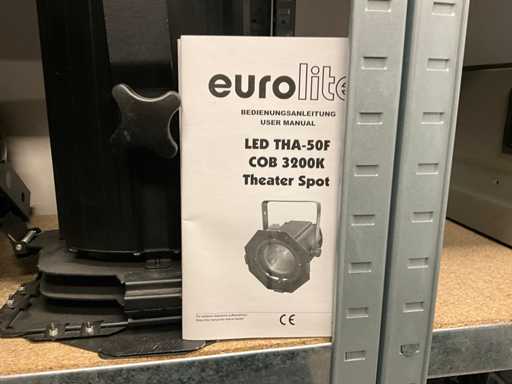 eurolite
BEDIENUNGSANLEITUNG
USER MANUAL
LED THA-50F
COB 3200K
Theater Spot
CE